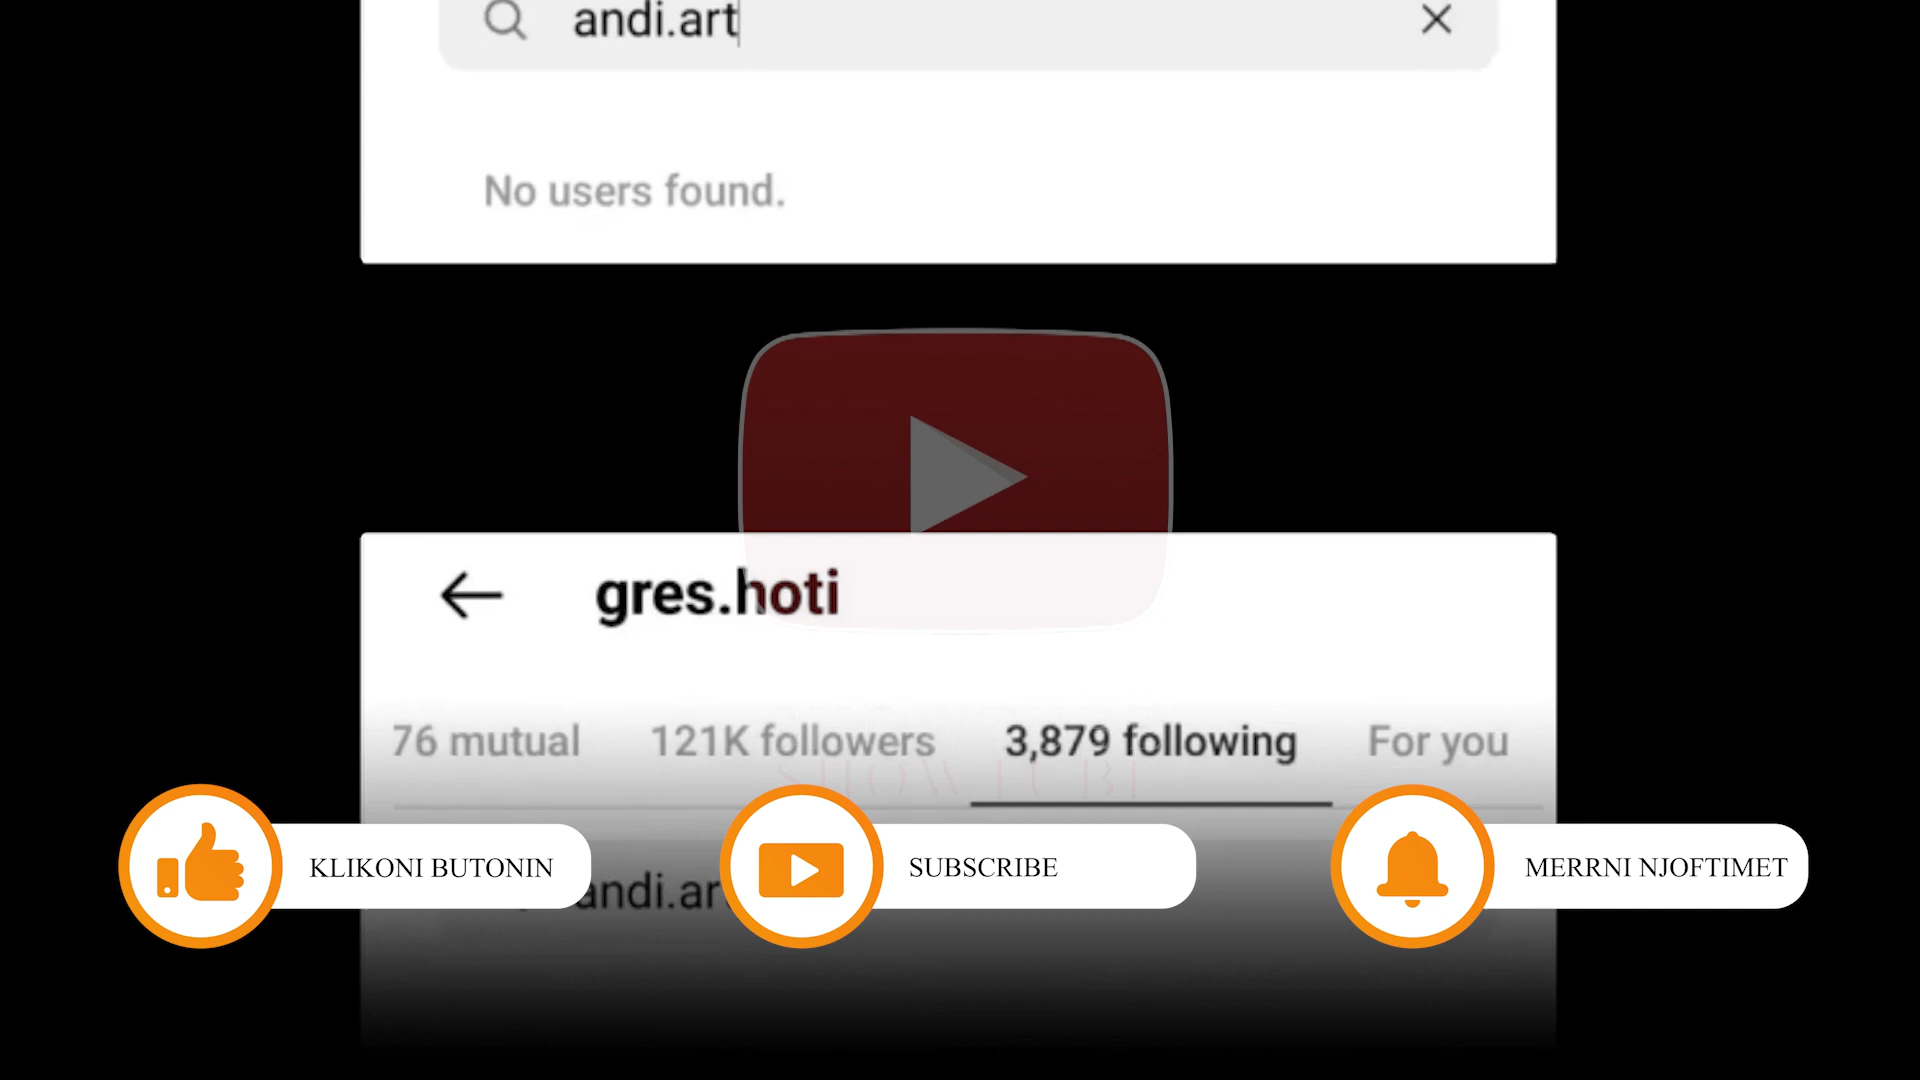 andi.art
No users found.
gres.hoti
76 mutual 121K followers 3,879 following For you
KLIKONI BUTONIN
SUBSCRIBE
MERRNI NJOFTIMET